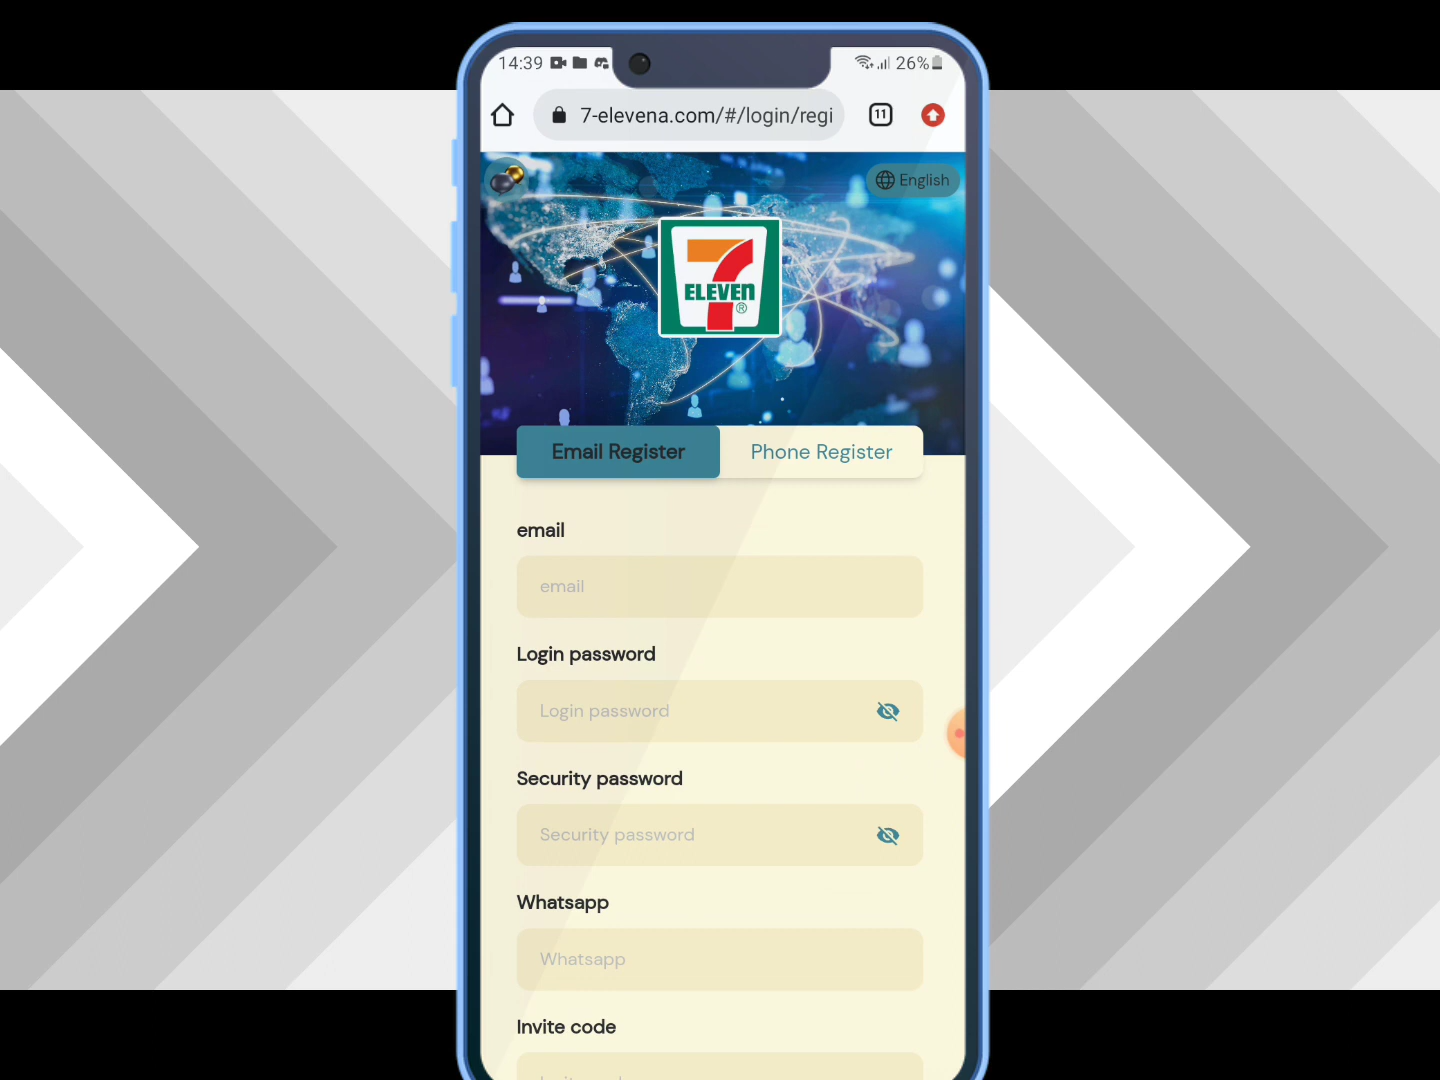 14:39
26%
7-elevena.com/#/login/regi
11
English
7
ELEVEN
®
Email Register
Phone Register
email
email
Login password
Login password
Security password
Security password
Whatsapp
Whatsapp
Invite code